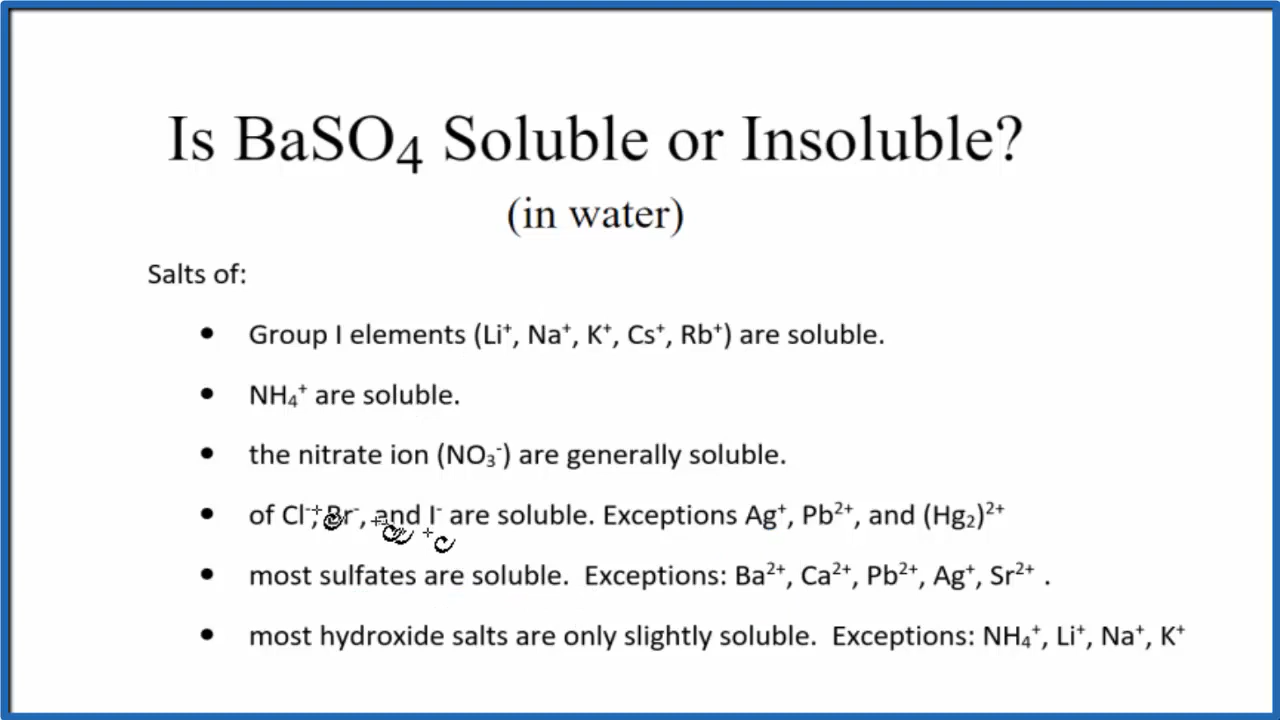 Is BaSO₄ Soluble or Insoluble?
(in water)
Salts of:
• Group I elements (Li⁺, Na⁺, K⁺, Cs⁺, Rb⁺) are soluble.
• NH₄⁺ are soluble.
• the nitrate ion (NO₃⁻) are generally soluble.
• of Cl⁻, Br⁻, and I⁻ are soluble. Exceptions Ag⁺, Pb²⁺, and (Hg₂)²⁺
• most sulfates are soluble.  Exceptions: Ba²⁺, Ca²⁺, Pb²⁺, Ag⁺, Sr²⁺ .
• most hydroxide salts are only slightly soluble.  Exceptions: NH₄⁺, Li⁺, Na⁺, K⁺